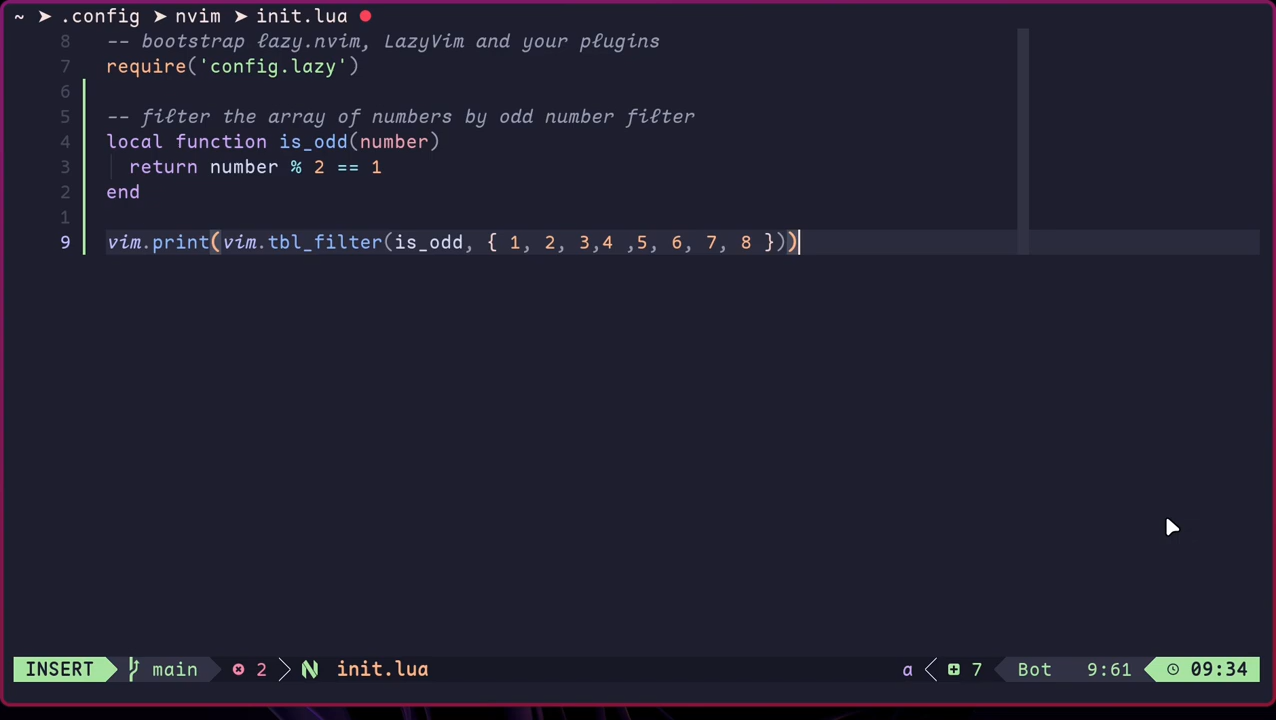 ~ ➤ .config ➤ nvim ➤ init.lua ●
8 -- bootstrap lazy.nvim, LazyVim and your plugins
7 require('config.lazy')
6
5 -- filter the array of numbers by odd number filter
4 local function is_odd(number)
3 return number % 2 == 1
2 end
1
9 vim.print(vim.tbl_filter(is_odd, { 1, 2, 3,4 ,5, 6, 7, 8 }))
INSERT main 2 init.lua a 7 Bot 9:61 09:34